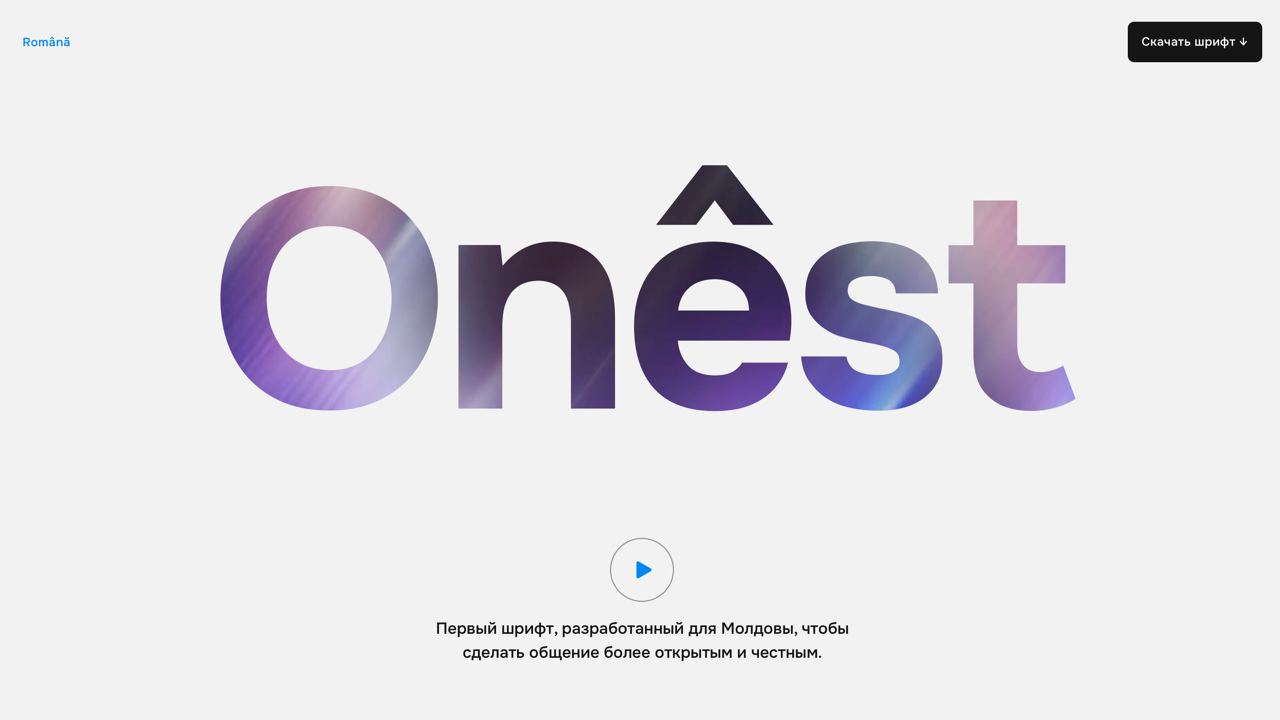 Română
Скачать шрифт ↓
Onêst
Первый шрифт, разработанный для Молдовы, чтобы
сделать общение более открытым и честным.